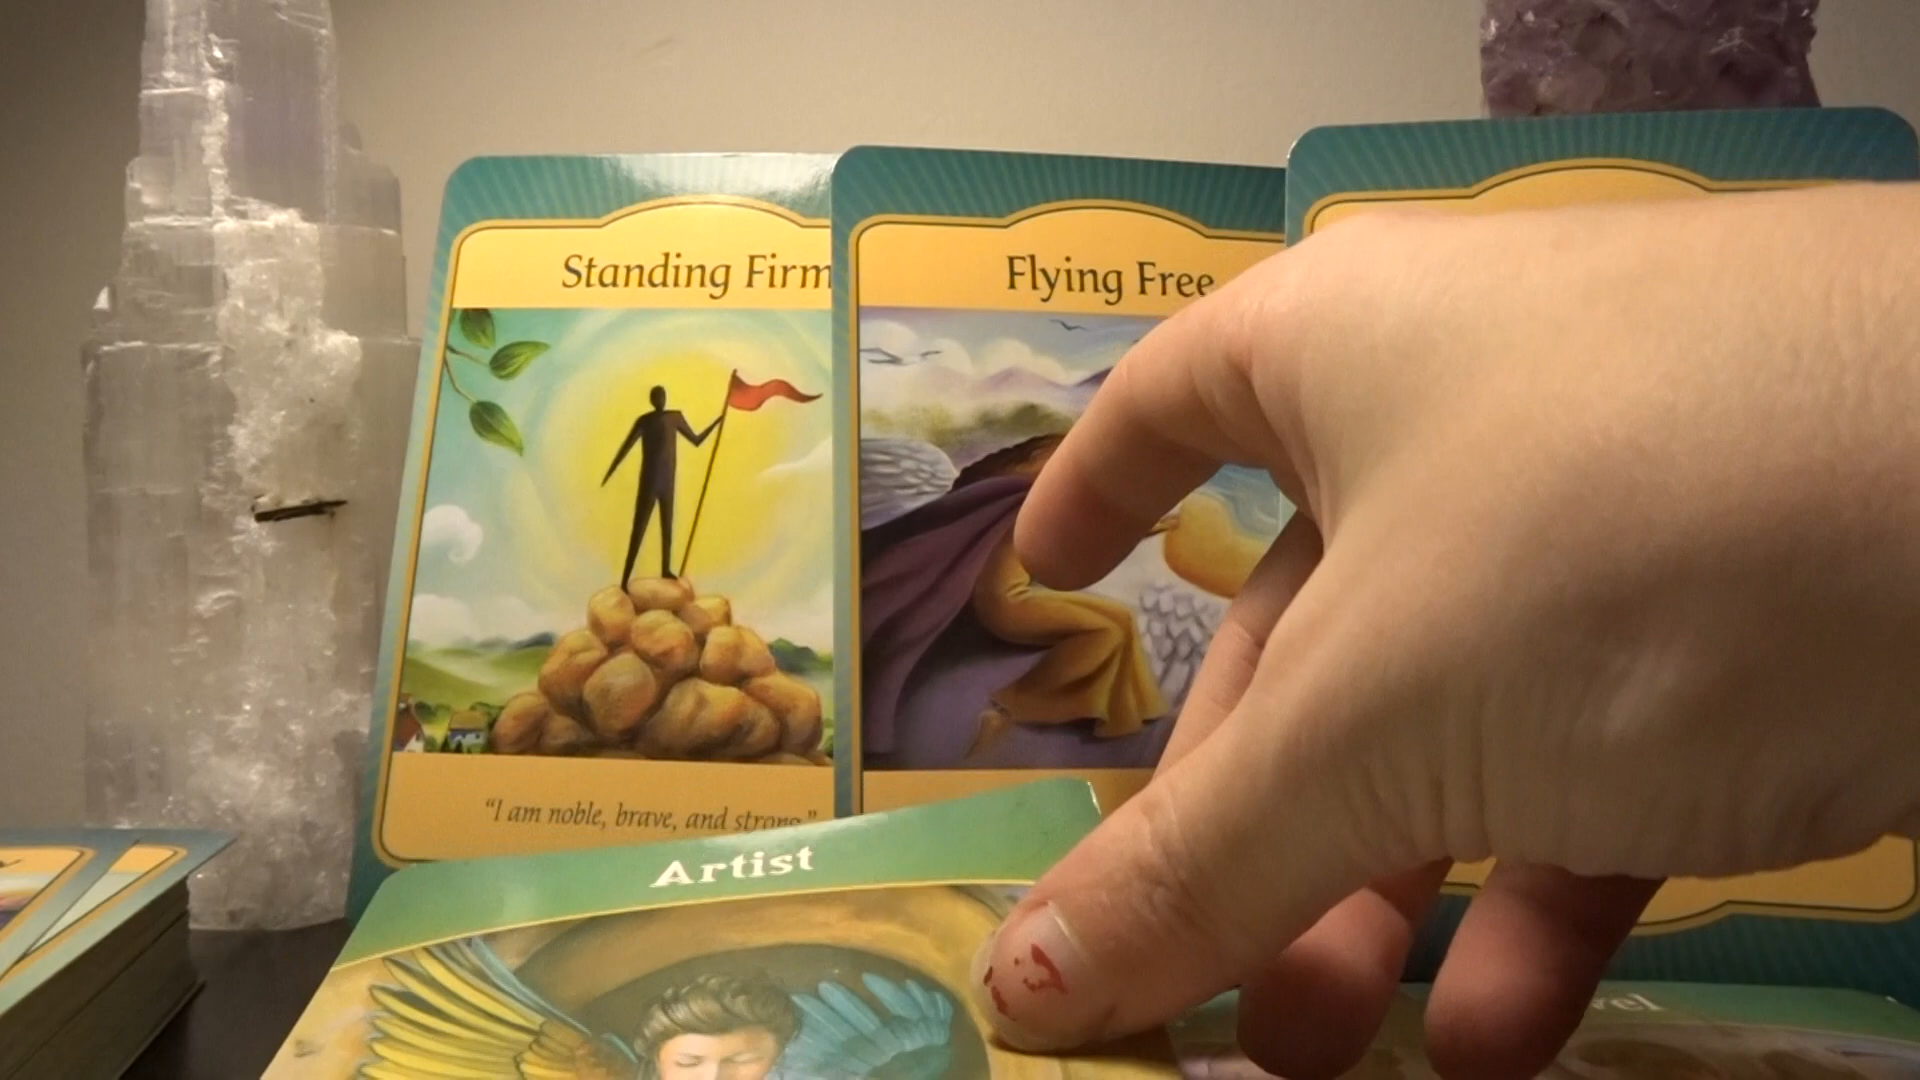 Standing Firm
Flying Free
"I am noble, brave, and strong."
Artist